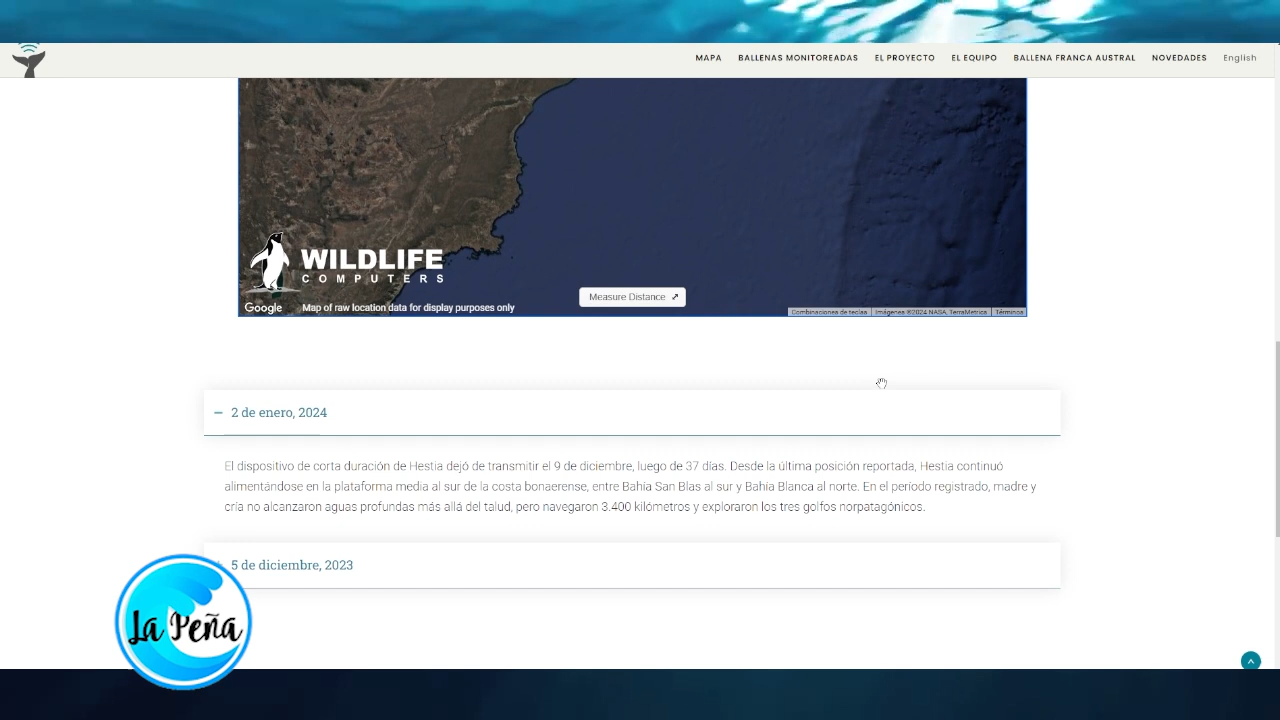 MAPA BALLENAS MONITOREADAS EL PROYECTO EL EQUIPO BALLENA FRANCA AUSTRAL NOVEDADES English
WILDLIFE
COMPUTERS
Measure Distance
Google Map of raw location data for display purposes only
Combinaciones de teclas Imágenes ©2024 NASA, TerraMetrics Términos
2 de enero, 2024
El dispositivo de corta duración de Hestia dejó de transmitir el 9 de diciembre, luego de 37 días. Desde la última posición reportada, Hestia continuó
alimentándose en la plataforma media al sur de la costa bonaerense, entre Bahía San Blas al sur y Bahía Blanca al norte. En el período registrado, madre y
cría no alcanzaron aguas profundas más allá del talud, pero navegaron 3.400 kilómetros y exploraron los tres golfos norpatagónicos.
5 de diciembre, 2023
La Peña